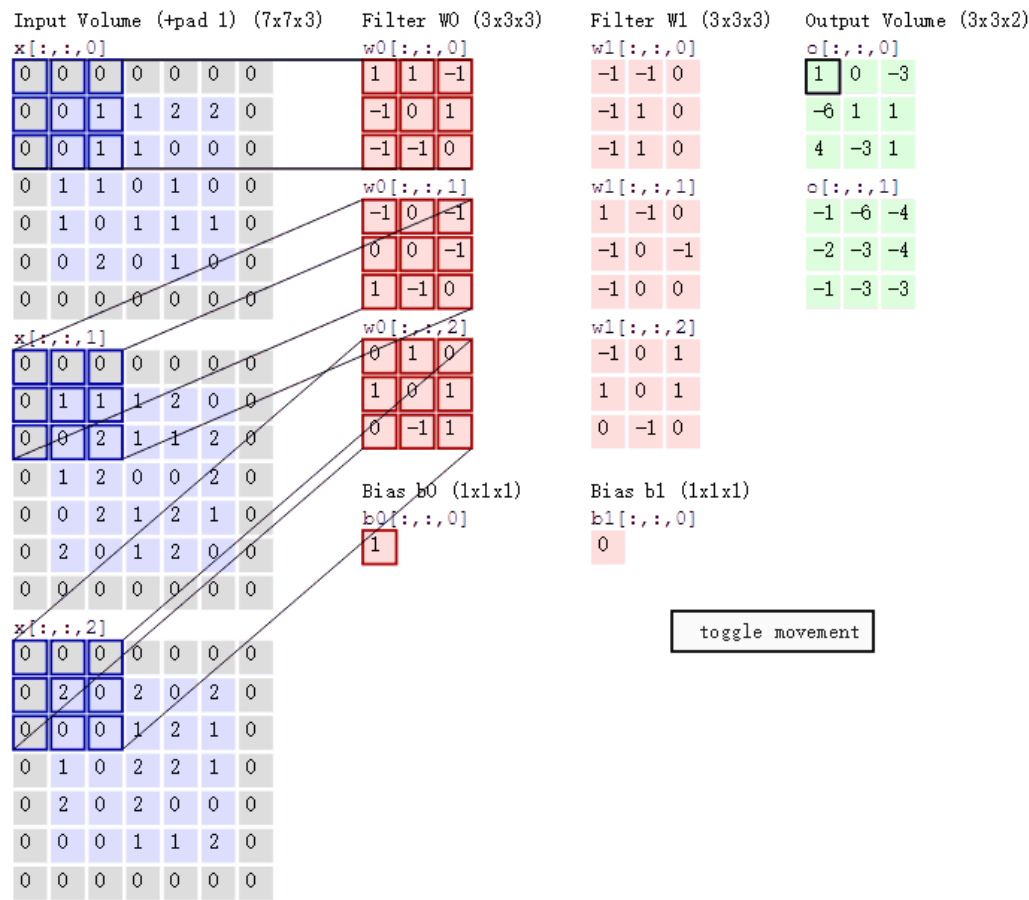 Input Volume (+pad 1) (7x7x3)
x[:,:,0]
0 0 0 0 0 0 0
0 0 1 1 2 2 0
0 0 1 1 0 0 0
0 1 1 0 1 0 0
0 1 0 1 1 1 0
0 0 2 0 1 0 0
0 0 0 0 0 0 0
x[:,:,1]
0 0 0 0 0 0 0
0 1 1 1 2 0 0
0 0 2 1 1 2 0
0 1 2 0 0 2 0
0 0 2 1 2 1 0
0 2 0 1 2 0 0
0 0 0 0 0 0 0
x[:,:,2]
0 0 0 0 0 0 0
0 2 0 2 0 2 0
0 0 0 1 2 1 0
0 1 0 2 2 1 0
0 2 0 2 0 0 0
0 0 0 1 1 2 0
0 0 0 0 0 0 0
Filter W0 (3x3x3)
w0[:,:,0]
1 1 -1
-1 0 1
-1 -1 0
w0[:,:,1]
-1 0 -1
0 0 -1
1 -1 0
w0[:,:,2]
0 1 0
1 0 1
0 -1 1
Bias b0 (1x1x1)
b0[:,:,0]
1
Filter W1 (3x3x3)
w1[:,:,0]
-1 -1 0
-1 1 0
-1 1 0
w1[:,:,1]
1 -1 0
-1 0 -1
-1 0 0
w1[:,:,2]
-1 0 1
1 0 1
0 -1 0
Bias b1 (1x1x1)
b1[:,:,0]
0
Output Volume (3x3x2)
o[:,:,0]
1 0 -3
-6 1 1
4 -3 1
o[:,:,1]
-1 -6 -4
-2 -3 -4
-1 -3 -3
toggle movement